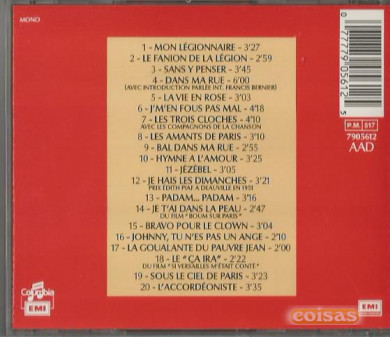 MONO
1 - MON LÉGIONNAIRE - 3'27
2 - LE FANION DE LA LÉGION - 2'59
3 - SANS Y PENSER - 3'45
4 - DANS MA RUE - 6'00
(AVEC INTRODUCTION PARLÉE INT. FRANCIS BERNIER)
5 - LA VIE EN ROSE - 3'03
6 - J'M'EN FOUS PAS MAL - 4'18
7 - LES TROIS CLOCHES - 4'10
AVEC LES COMPAGNONS DE LA CHANSON
8 - LES AMANTS DE PARIS - 3'10
9 - BAL DANS MA RUE - 2'55
10 - HYMNE A L'AMOUR - 3'25
11 - JÉZÉBEL - 3'05
12 - JE HAIS LES DIMANCHES - 3'21
PRIX ÉDITH PIAF A DEAUVILLE EN 1951
13 - PADAM... PADAM - 3'16
14 - JE T'AI DANS LA PEAU - 2'47
DU FILM "BOUM SUR PARIS"
15 - BRAVO POUR LE CLOWN - 3'04
16 - JOHNNY, TU N'ES PAS UN ANGE - 2'10
17 - LA GOUALANTE DU PAUVRE JEAN - 2'00
18 - LE "ÇA IRA" - 2'22
DU FILM "SI VERSAILLES M'ÉTAIT CONTÉ"
19 - SOUS LE CIEL DE PARIS - 3'23
20 - L'ACCORDÉONISTE - 3'35
0 77779 05612 5
P.M. 517
7905612
AAD
Columbia
EMI
EMI
coisas